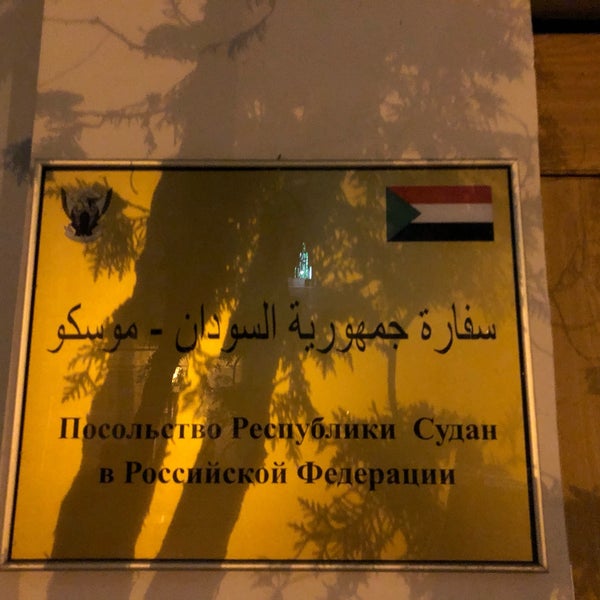 سفارة جمهورية السودان - موسكو
Посольство Республики Судан
в Российской Федерации